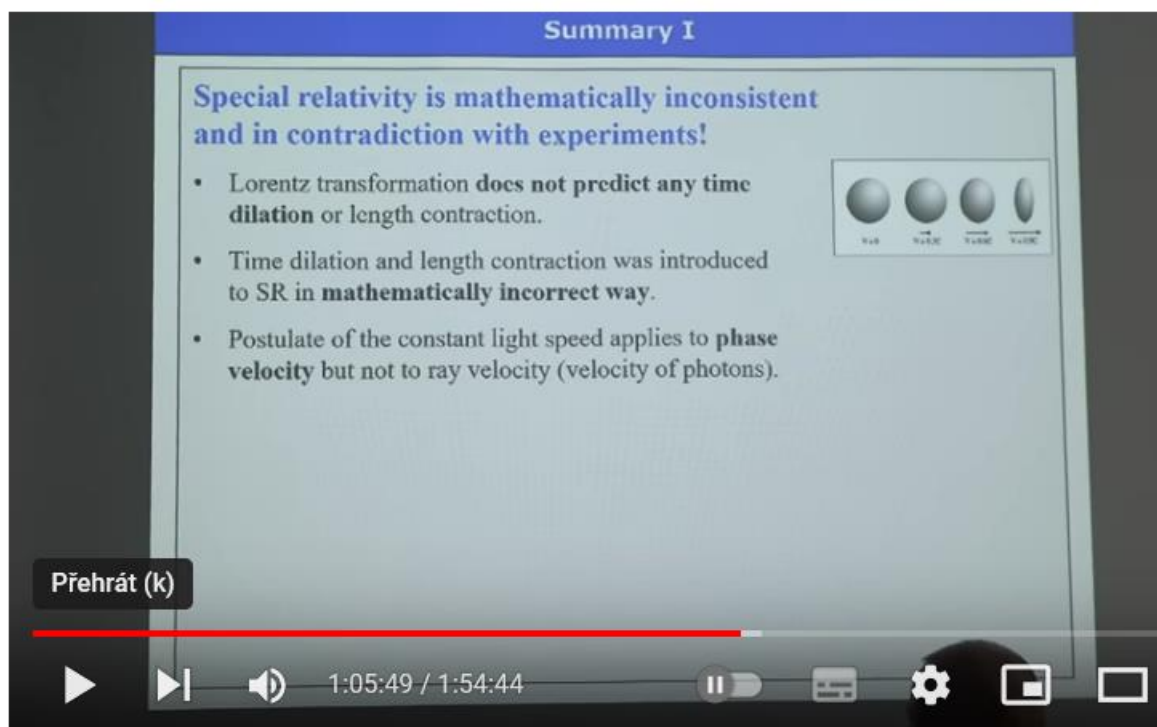 Summary I
Special relativity is mathematically inconsistent
and in contradiction with experiments!
• Lorentz transformation does not predict any time
dilation or length contraction.
• Time dilation and length contraction was introduced
to SR in mathematically incorrect way.
• Postulate of the constant light speed applies to phase
velocity but not to ray velocity (velocity of photons).
Přehrát (k)
1:05:49 / 1:54:44